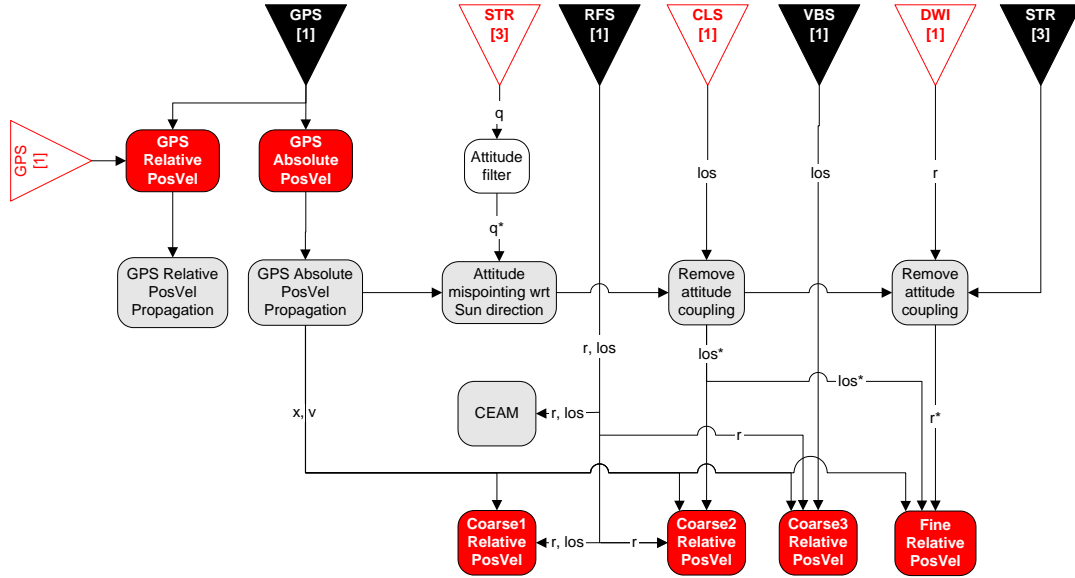 GPS
[1]
STR
[3]
RFS
[1]
CLS
[1]
VBS
[1]
DWI
[1]
STR
[3]
GPS
[1]
GPS
Relative
PosVel
GPS
Absolute
PosVel
q
Attitude
filter
los
los
r
q*
GPS Relative
PosVel
Propagation
GPS Absolute
PosVel
Propagation
Attitude
mispointing wrt
Sun direction
Remove
attitude
coupling
Remove
attitude
coupling
r, los
los*
los*
x, v
CEAM
r, los
r*
r
Coarse1
Relative
PosVel
r, los
r
Coarse2
Relative
PosVel
Coarse3
Relative
PosVel
Fine
Relative
PosVel